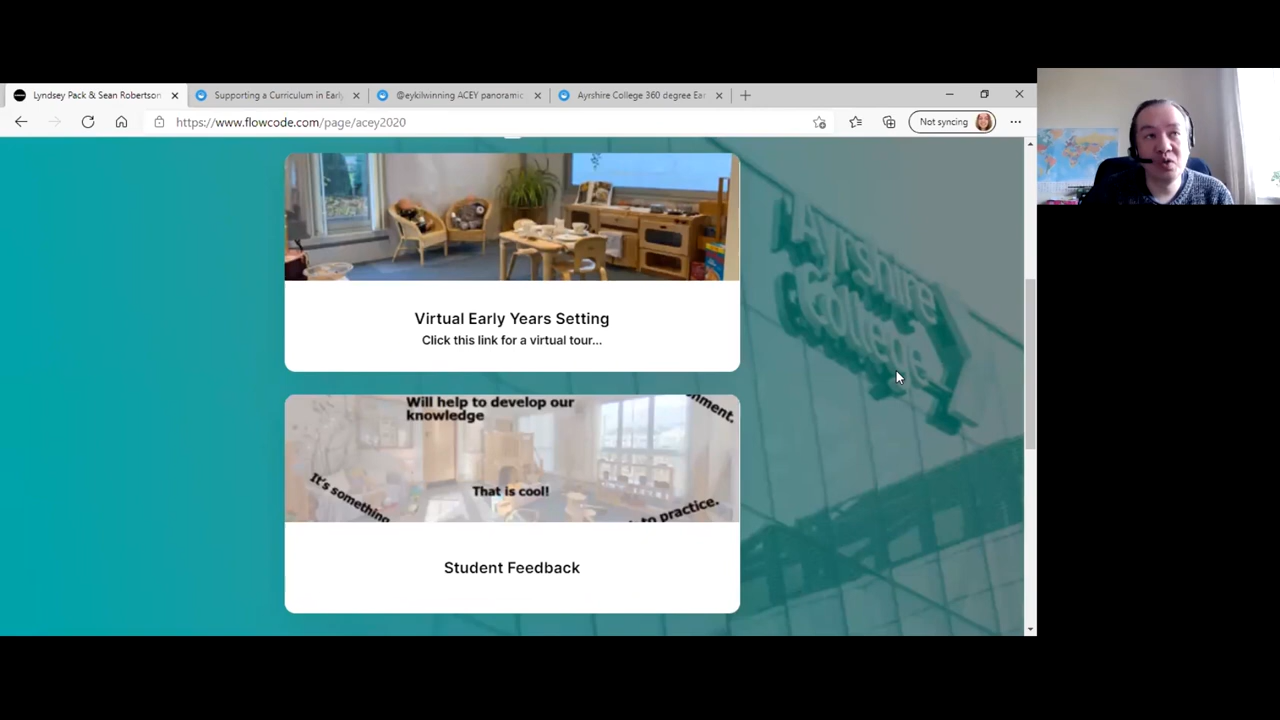 Lyndsey Pack & Sean Robertson
Supporting a Curriculum in Early
@eykilwinning ACEY panoramic
Ayrshire College 360 degree Ear
https://www.flowcode.com/page/acey2020
Not syncing
Ayrshire
College
Virtual Early Years Setting
Click this link for a virtual tour...
Will help to develop our
knowledge
It's something
That is cool!
to practice.
Student Feedback